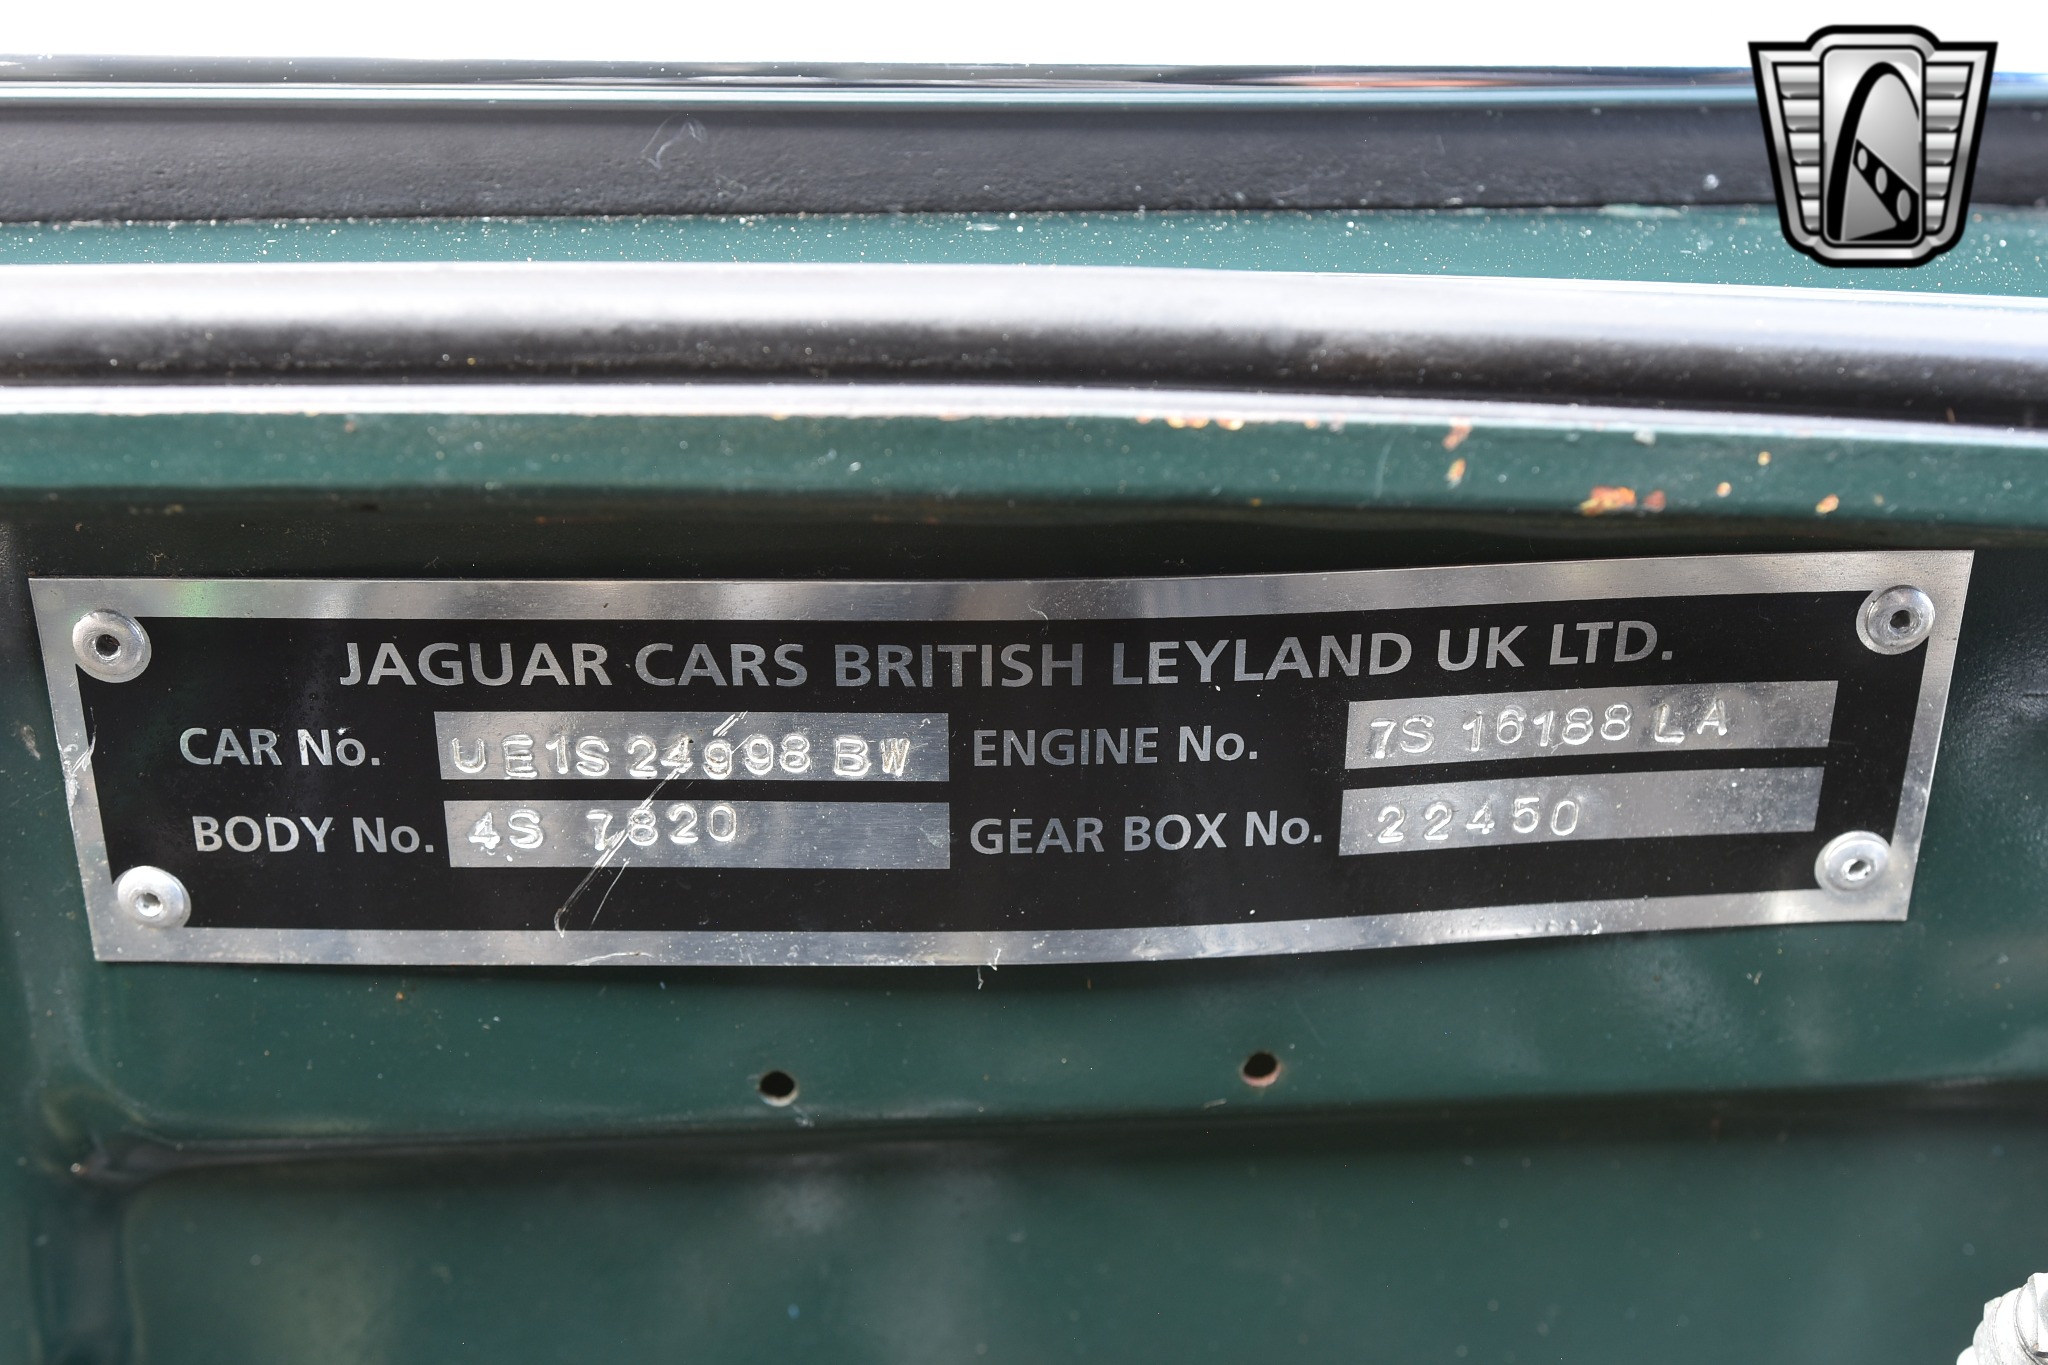 JAGUAR CARS BRITISH LEYLAND UK LTD.
CAR No. UE1S 24998 BW ENGINE No. 7S 16188 LA
BODY No. 4S 7820 GEAR BOX No. 22450